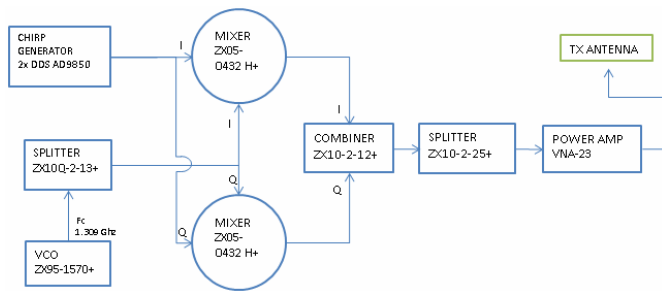 CHIRP
GENERATOR
2x DDS AD9850
I
MIXER
ZX05-
0432 H+
TX ANTENNA
I
I
SPLITTER
ZX10Q-2-13+
COMBINER
ZX10-2-12+
SPLITTER
ZX10-2-25+
POWER AMP
VNA-23
Q
Q
Fc
1.309 Ghz
Q
MIXER
ZX05-
0432 H+
VCO
ZX95-1570+